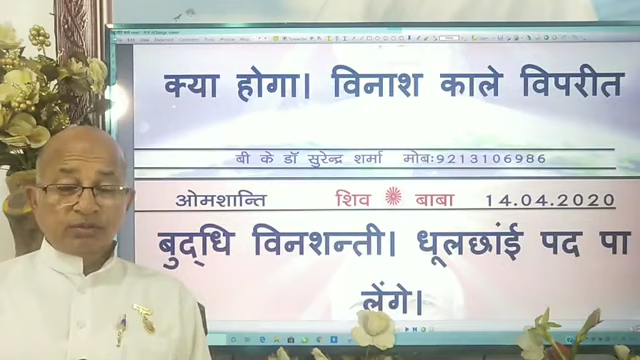 क्या होगा। विनाश काले विपरीत
बी के डॉ सुरेन्द्र शर्मा मोबः9213106986
ओमशान्ति शिव बाबा 14.04.2020
बुद्धि विनशन्ती। धूलछांई पद पा
लेंगे।